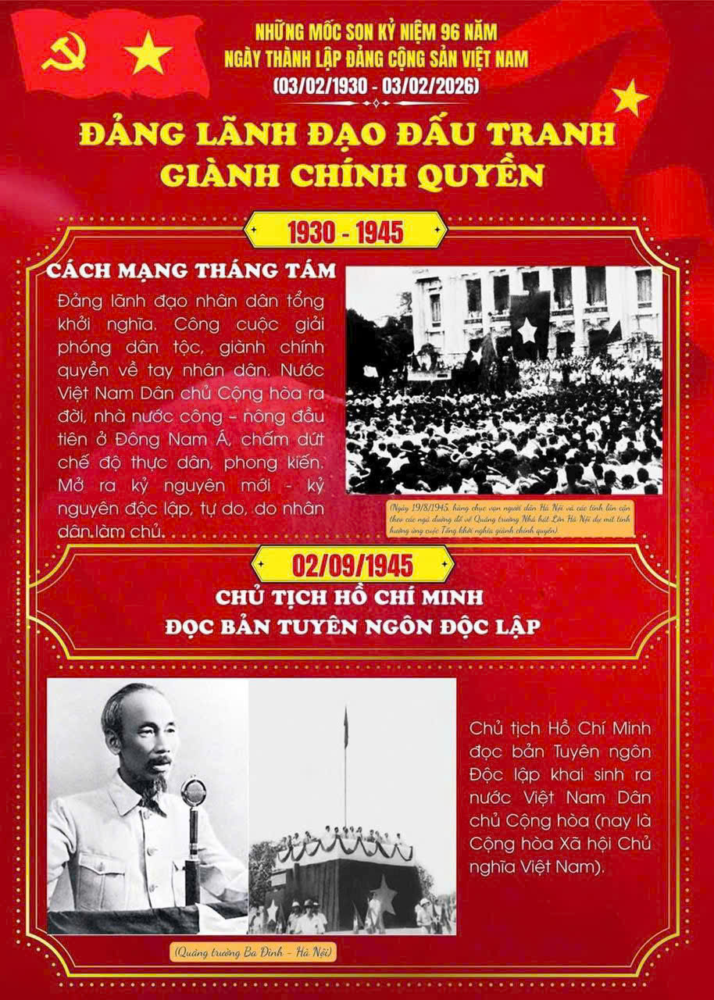 NHỮNG MỐC SON KỶ NIỆM 96 NĂM
NGÀY THÀNH LẬP ĐẢNG CỘNG SẢN VIỆT NAM
(03/02/1930 - 03/02/2026)
ĐẢNG LÃNH ĐẠO ĐẤU TRANH
GIÀNH CHÍNH QUYỀN
1930 - 1945
CÁCH MẠNG THÁNG TÁM
Đảng lãnh đạo nhân dân tổng
khởi nghĩa. Công cuộc giải
phóng dân tộc, giành chính
quyền về tay nhân dân. Nước
Việt Nam Dân chủ Cộng hòa ra
đời, nhà nước công – nông đầu
tiên ở Đông Nam Á, chấm dứt
chế độ thực dân, phong kiến.
Mở ra kỷ nguyên mới - kỷ
nguyên độc lập, tự do, do nhân
dân làm chủ.
(Ngày 19/8/1945, hàng chục vạn người dân Hà Nội và các tỉnh lân cận
theo các ngả đường đổ về Quảng trường Nhà hát Lớn Hà Nội dự mít tinh
hưởng ứng cuộc Tổng khởi nghĩa giành chính quyền).
02/09/1945
CHỦ TỊCH HỒ CHÍ MINH
ĐỌC BẢN TUYÊN NGÔN ĐỘC LẬP
Chủ tịch Hồ Chí Minh
đọc bản Tuyên ngôn
Độc lập khai sinh ra
nước Việt Nam Dân
chủ Cộng hòa (nay là
Cộng hòa Xã hội Chủ
nghĩa Việt Nam).
(Quảng trường Ba Đình - Hà Nội)